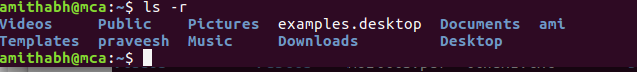 amithabh@mca:~$ ls -r
Videos Public Pictures examples.desktop Documents ami
Templates praveesh Music Downloads Desktop
amithabh@mca:~$